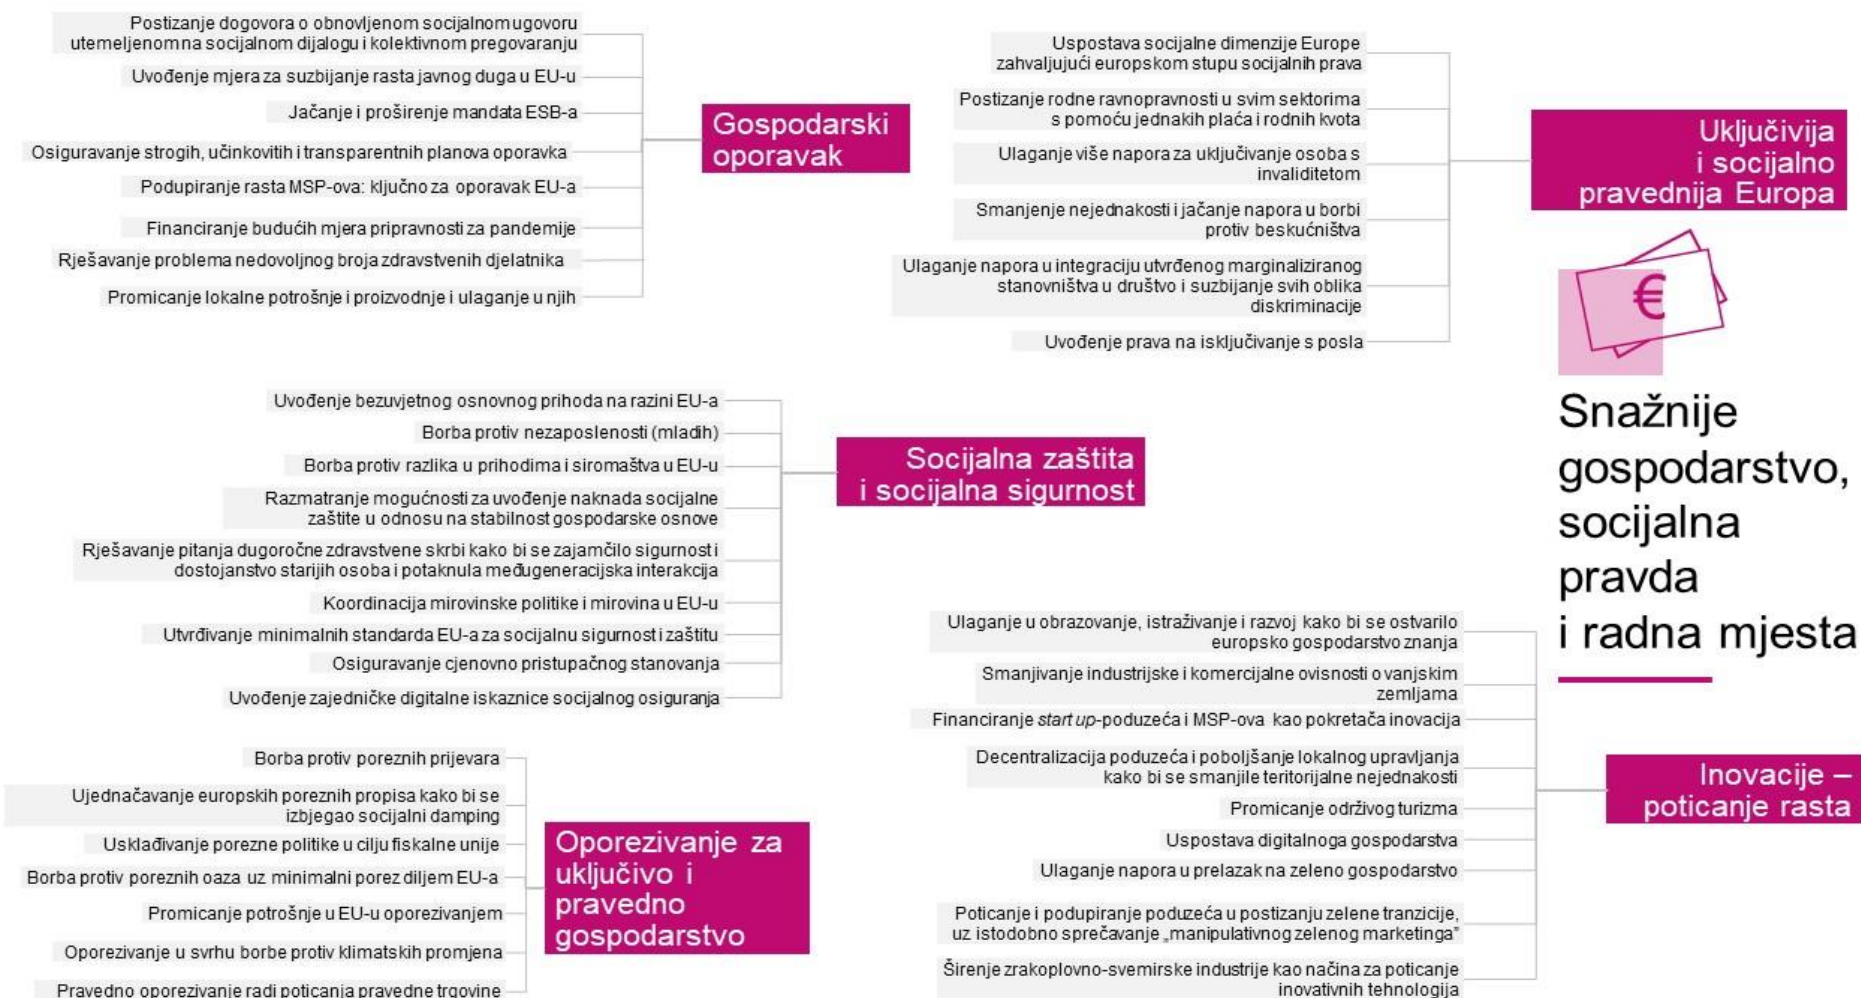 Postizanje dogovora o obnovljenom socijalnom ugovoru
utemeljenom na socijalnom dijalogu i kolektivnom pregovaranju
Uvođenje mjera za suzbijanje rasta javnog duga u EU-u
Jačanje i proširenje mandata ESB-a
Osiguravanje strogih, učinkovitih i transparentnih planova oporavka
Podupiranje rasta MSP-ova: ključno za oporavak EU-a
Financiranje budućih mjera pripravnosti za pandemije
Rješavanje problema nedovoljnog broja zdravstvenih djelatnika
Promicanje lokalne potrošnje i proizvodnje i ulaganje u njih
Gospodarski
oporavak
Uspostava socijalne dimenzije Europe
zahvaljujući europskom stupu socijalnih prava
Postizanje rodne ravnopravnosti u svim sektorima
s pomoću jednakih plaća i rodnih kvota
Ulaganje više napora za uključivanje osoba s
invaliditetom
Smanjenje nejednakosti i jačanje napora u borbi
protiv beskućništva
Ulaganje napora u integraciju utvrđenog marginaliziranog
stanovništva u društvo i suzbijanje svih oblika
diskriminacije
Uvođenje prava na isključivanje s posla
Uključivija
i socijalno
pravednija Europa
€
Snažnije
gospodarstvo,
socijalna
pravda
i radna mjesta
Uvođenje bezuvjetnog osnovnog prihoda na razini EU-a
Borba protiv nezaposlenosti (mladih)
Borba protiv razlika u prihodima i siromaštva u EU-u
Razmatranje mogućnosti za uvođenje naknada socijalne
zaštite u odnosu na stabilnost gospodarske osnove
Rješavanje pitanja dugoročne zdravstvene skrbi kako bi se zajamčilo sigurnost i
dostojanstvo starijih osoba i potaknula međugeneracijska interakcija
Koordinacija mirovinske politike i mirovina u EU-u
Utvrđivanje minimalnih standarda EU-a za socijalnu sigurnost i zaštitu
Osiguravanje cjenovno pristupačnog stanovanja
Uvođenje zajedničke digitalne iskaznice socijalnog osiguranja
Socijalna zaštita
i socijalna sigurnost
Ulaganje u obrazovanje, istraživanje i razvoj kako bi se ostvarilo
europsko gospodarstvo znanja
Smanjivanje industrijske i komercijalne ovisnosti o vanjskim
zemljama
Financiranje start up-poduzeća i MSP-ova kao pokretača inovacija
Decentralizacija poduzeća i poboljšanje lokalnog upravljanja
kako bi se smanjile teritorijalne nejednakosti
Promicanje održivog turizma
Uspostava digitalnoga gospodarstva
Ulaganje napora u prelazak na zeleno gospodarstvo
Poticanje i podupiranje poduzeća u postizanju zelene tranzicije,
uz istodobno sprečavanje „manipulativnog zelenog marketinga”
Širenje zrakoplovno-svemirske industrije kao načina za poticanje
inovativnih tehnologija
Inovacije –
poticanje rasta
Borba protiv poreznih prijevara
Ujednačavanje europskih poreznih propisa kako bi se
izbjegao socijalni damping
Usklađivanje porezne politike u cilju fiskalne unije
Borba protiv poreznih oaza uz minimalni porez diljem EU-a
Promicanje potrošnje u EU-u oporezivanjem
Oporezivanje u svrhu borbe protiv klimatskih promjena
Pravedno oporezivanje radi poticanja pravedne trgovine
Oporezivanje za
uključivo i
pravedno
gospodarstvo